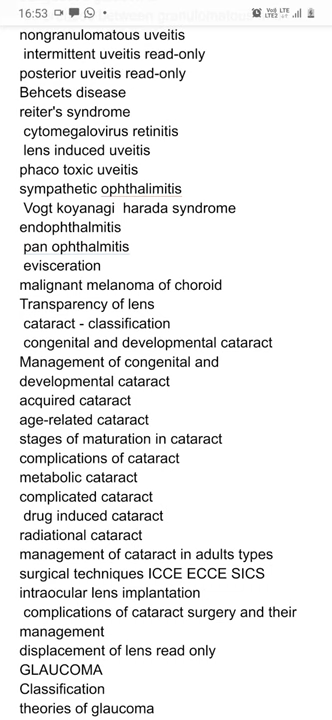 16:53
Vo)) LTE
LTE2
nongranulomatous uveitis
intermittent uveitis read-only
posterior uveitis read-only
Behcets disease
reiter's syndrome
cytomegalovirus retinitis
lens induced uveitis
phaco toxic uveitis
sympathetic ophthalimitis
Vogt koyanagi harada syndrome
endophthalmitis
pan ophthalmitis
evisceration
malignant melanoma of choroid
Transparency of lens
cataract - classification
congenital and developmental cataract
Management of congenital and
developmental cataract
acquired cataract
age-related cataract
stages of maturation in cataract
complications of cataract
metabolic cataract
complicated cataract
drug induced cataract
radiational cataract
management of cataract in adults types
surgical techniques ICCE ECCE SICS
intraocular lens implantation
complications of cataract surgery and their
management
displacement of lens read only
GLAUCOMA
Classification
theories of glaucoma